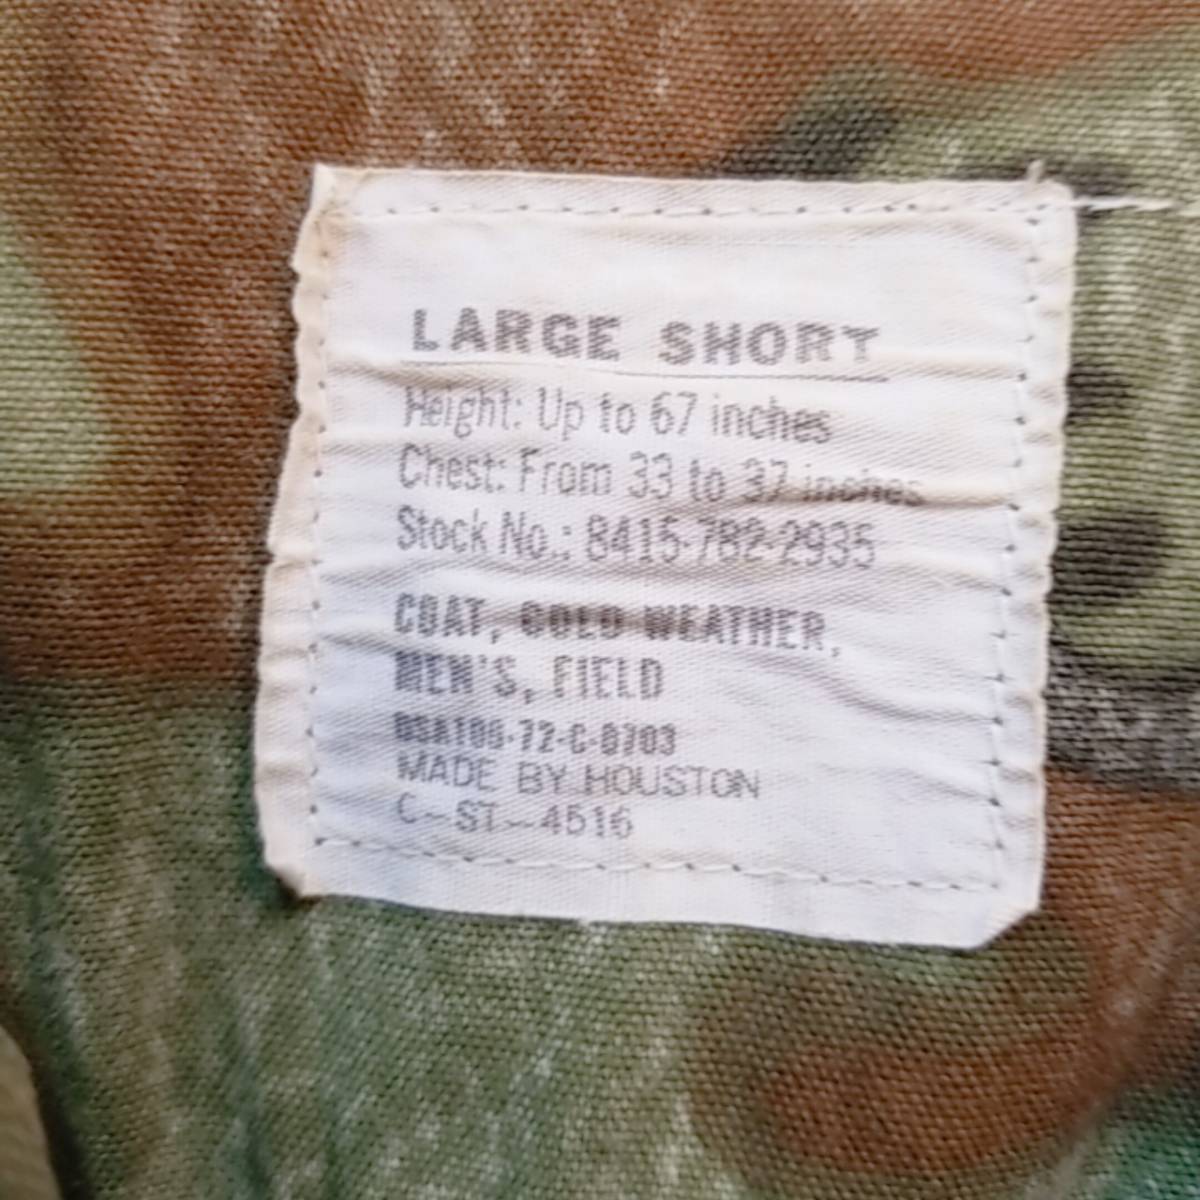 LARGE SHORT
Height: Up to 67 inches
Chest: From 33 to 37 inches
Stock No.: 8415-782-2935
COAT, COLD WEATHER,
MEN'S, FIELD
DSA100-72-C-0703
MADE BY HOUSTON
C-ST-4516